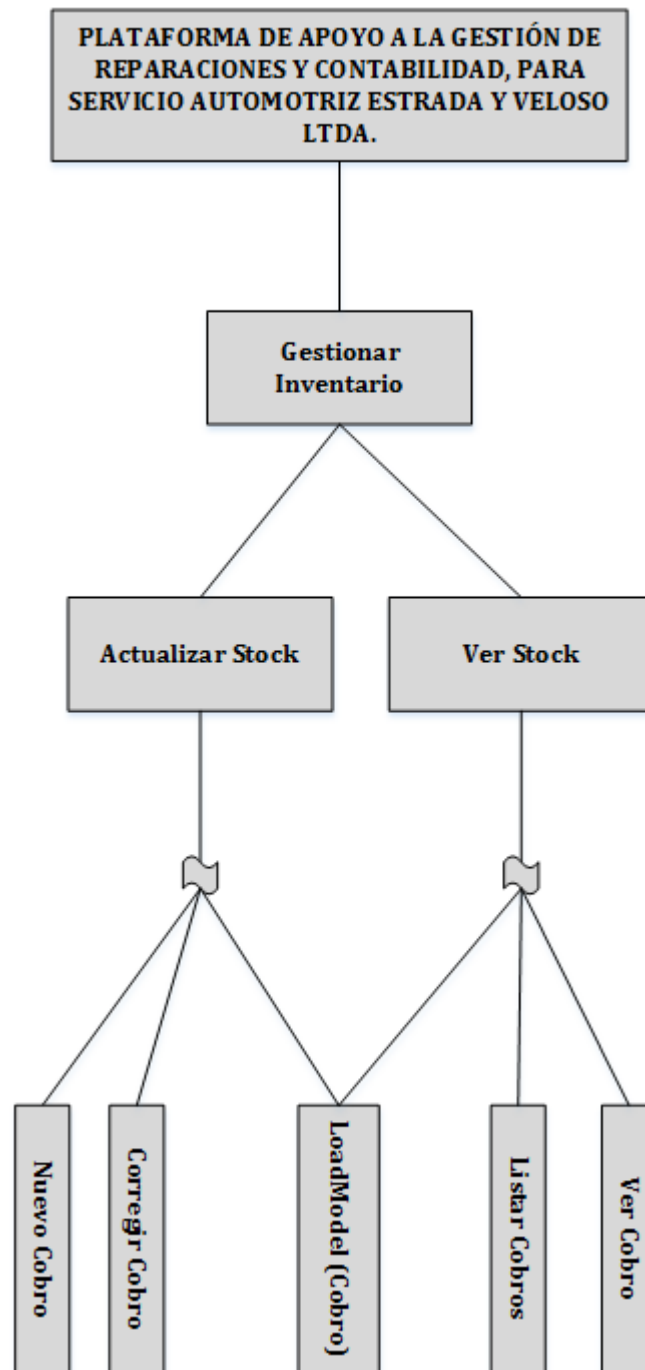 PLATAFORMA DE APOYO A LA GESTIÓN DE
REPARACIONES Y CONTABILIDAD, PARA
SERVICIO AUTOMOTRIZ ESTRADA Y VELOSO
LTDA.
Gestionar
Inventario
Actualizar Stock
Ver Stock
Nuevo Cobro
Corregir Cobro
LoadModel (Cobro)
Listar Cobros
Ver Cobro